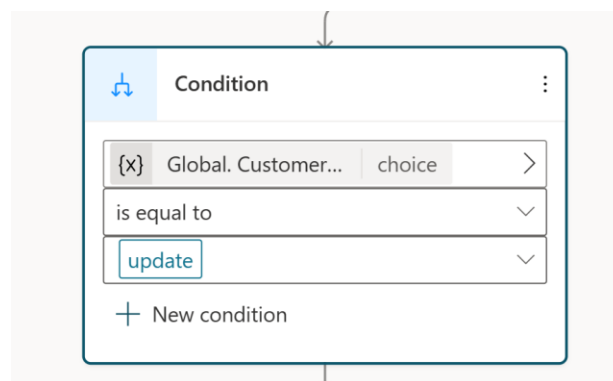 Condition
{x} Global. Customer... choice
is equal to
update
New condition